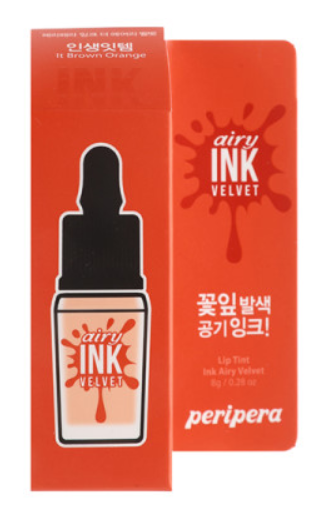 인생잇템
It Brown Orange
INK
airy
INK
VELVET
airy
INK
VELVET
꽃잎 발색
공기잉크!
Lip Tint
Ink Airy Velvet
8g / 0.28 oz
peripera